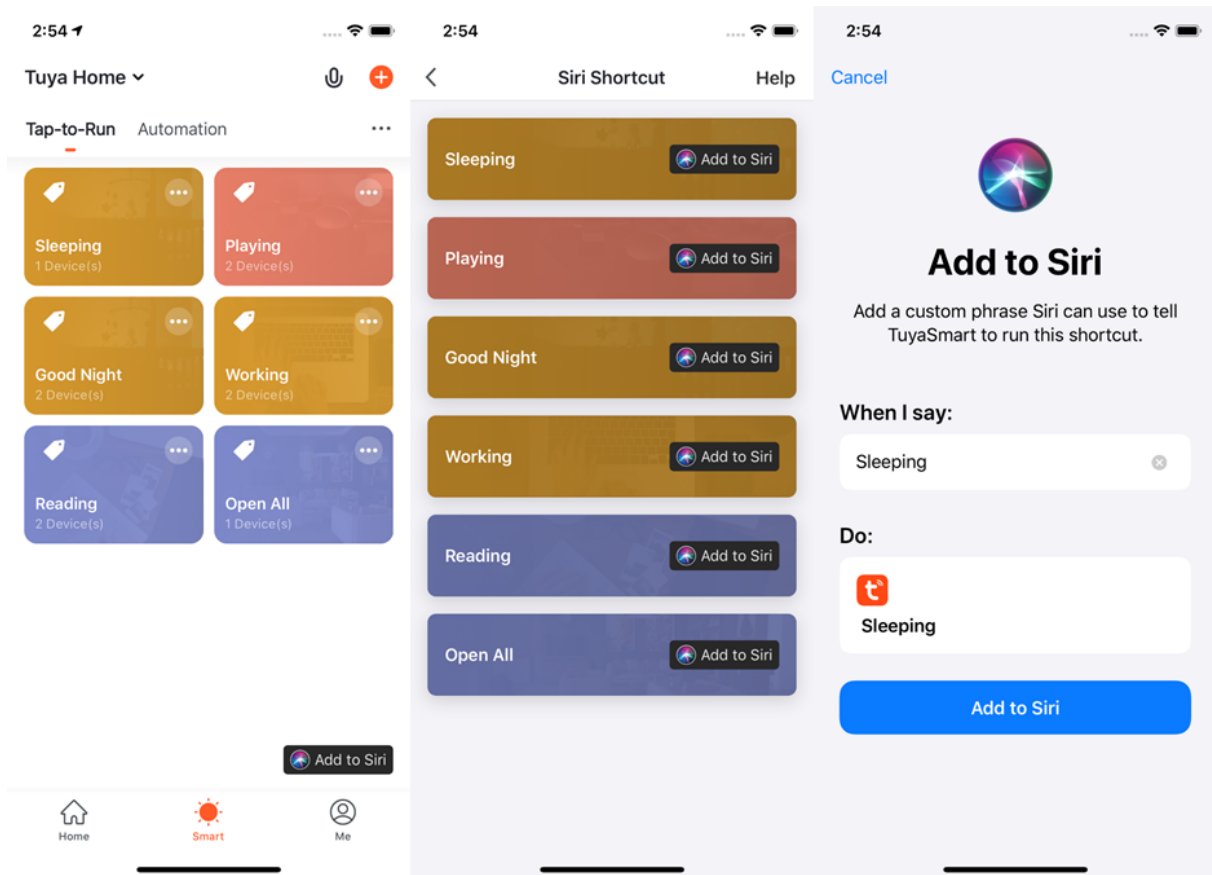 2:54
Tuya Home
Tap-to-Run Automation
Sleeping
1 Device(s)
Playing
2 Device(s)
Good Night
2 Device(s)
Working
2 Device(s)
Reading
2 Device(s)
Open All
1 Device(s)
Add to Siri
Home
Smart
Me
2:54
Siri Shortcut
Help
Sleeping
Add to Siri
Playing
Add to Siri
Good Night
Add to Siri
Working
Add to Siri
Reading
Add to Siri
Open All
Add to Siri
2:54
Cancel
Add to Siri
Add a custom phrase Siri can use to tell
TuyaSmart to run this shortcut.
When I say:
Sleeping
Do:
Sleeping
Add to Siri